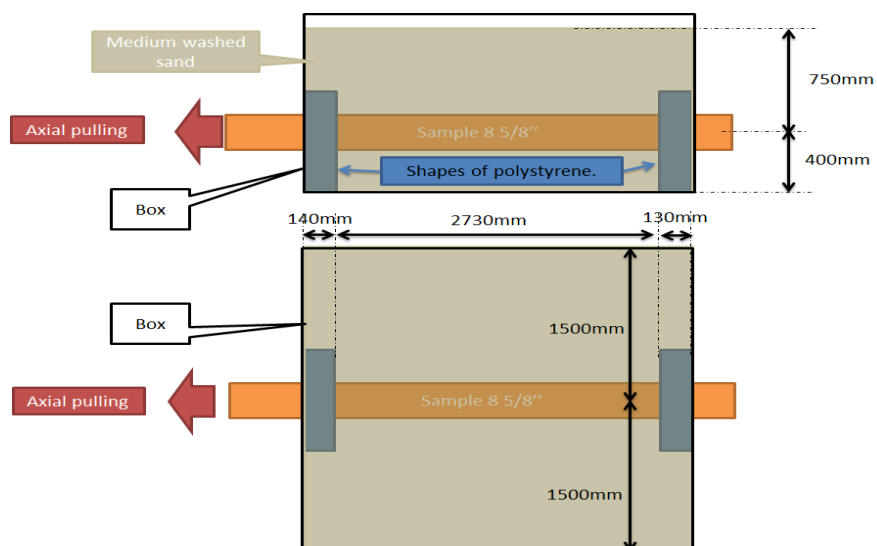 Medium washed
sand
750mm
Axial pulling
Sample 8 5/8’’
400mm
Shapes of polystyrene.
Box
140mm
2730mm
130mm
Box
1500mm
Axial pulling
Sample 8 5/8’’
1500mm